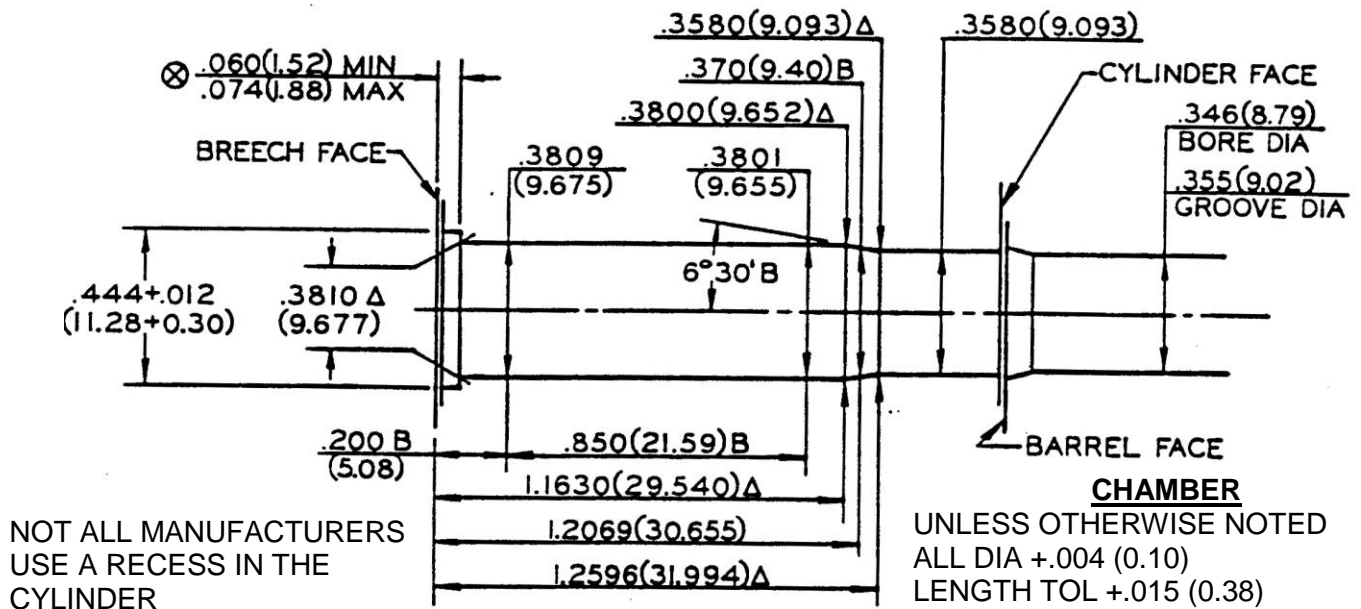 .3580(9.093)Δ
.3580(9.093)
⊗ .060(1.52) MIN
.074(1.88) MAX
.370(9.40)B
CYLINDER FACE
.3800(9.652)Δ
.346(8.79)
BORE DIA
BREECH FACE
.3809
(9.675)
.3801
(9.655)
.355(9.02)
GROOVE DIA
6°30'B
.444+.012
(11.28+0.30)
.3810 Δ
(9.677)
.200 B
(5.08)
.850(21.59)B
BARREL FACE
1.1630(29.540)Δ
1.2069(30.655)
1.2596(31.994)Δ
NOT ALL MANUFACTURERS
USE A RECESS IN THE
CYLINDER
CHAMBER
UNLESS OTHERWISE NOTED
ALL DIA +.004 (0.10)
LENGTH TOL +.015 (0.38)